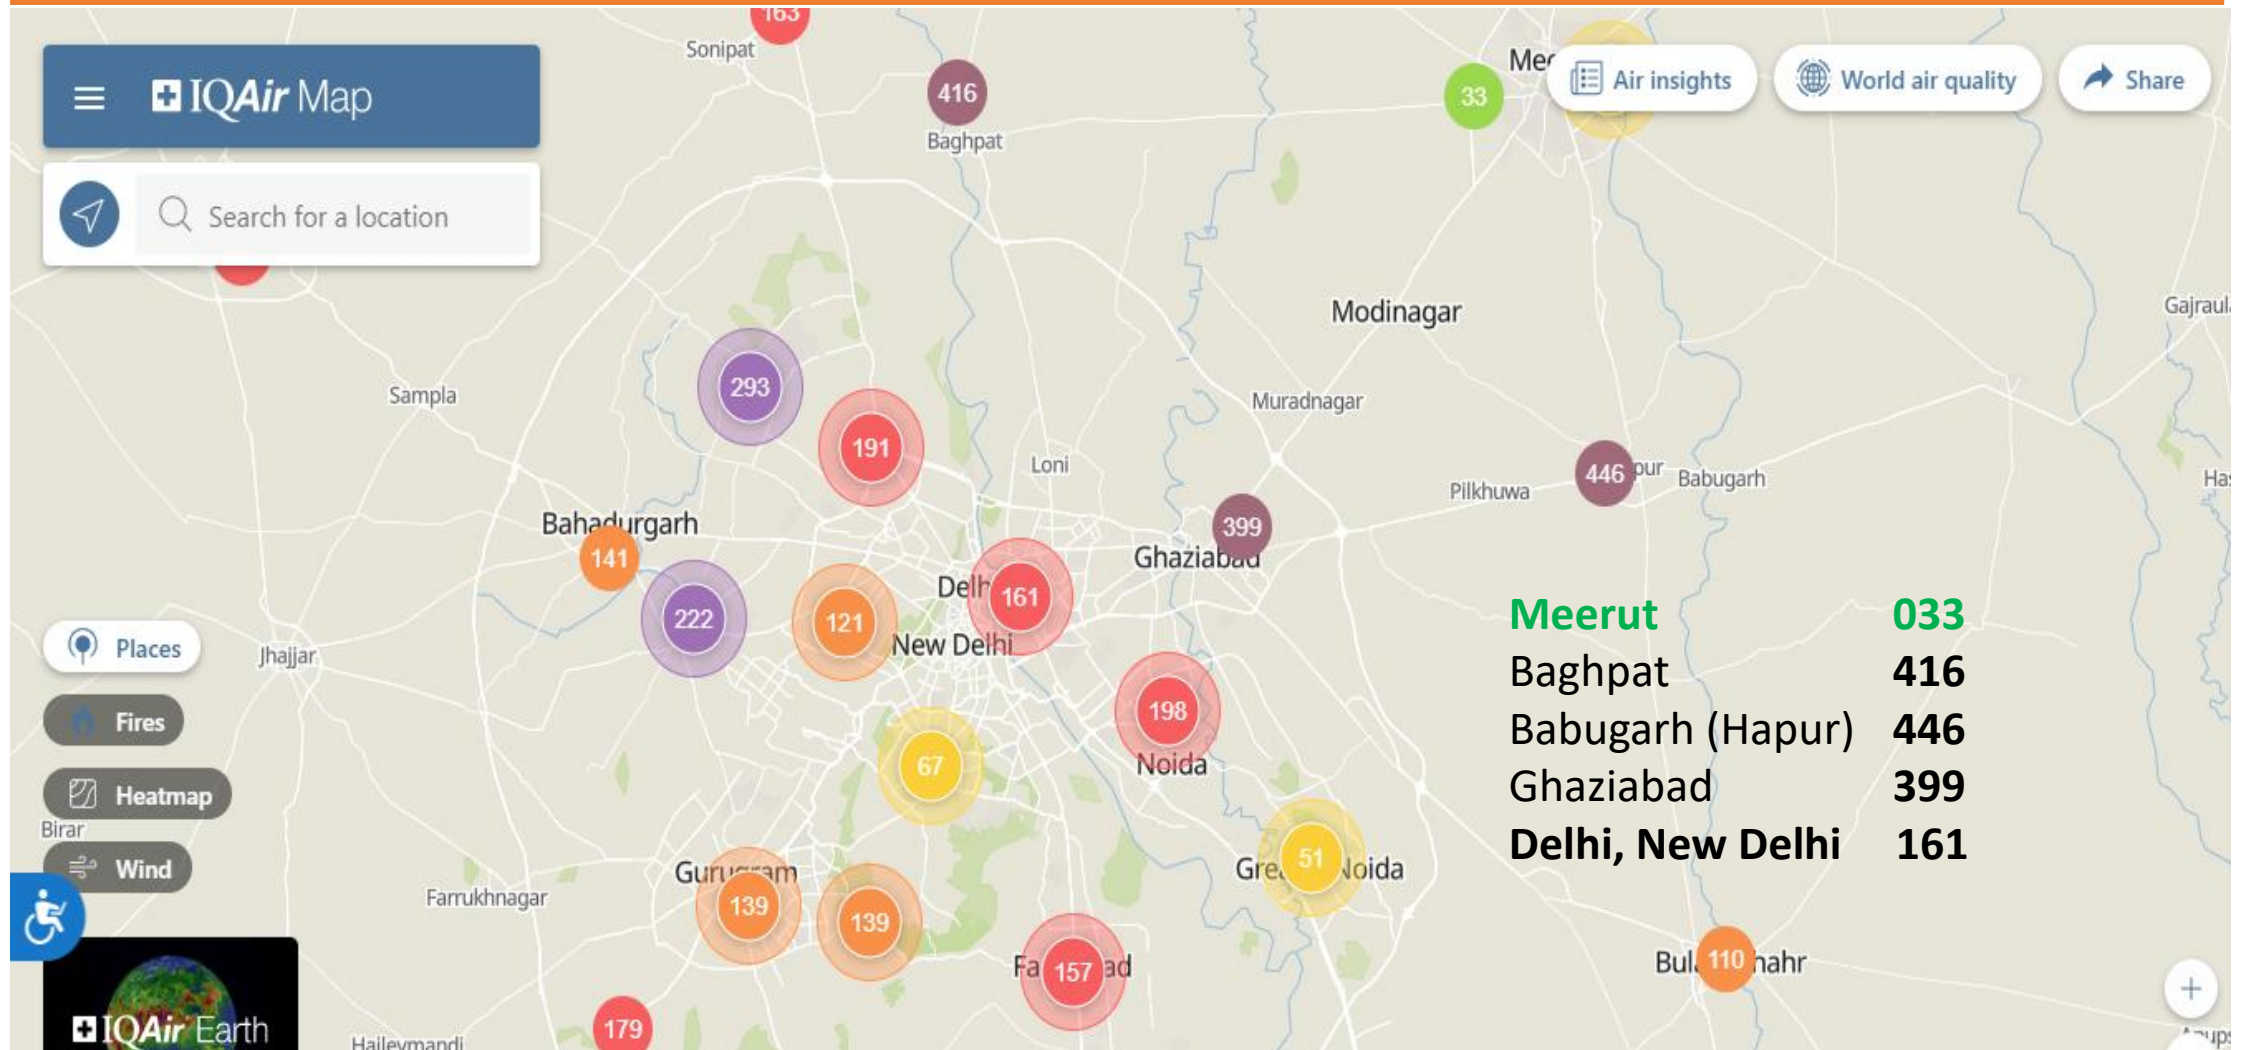 163
Sonipat
IQAir Map
416
Baghpat
33
Air insights
World air quality
Share
Search for a location
Modinagar
293
Sampla
Muradnagar
191
Loni
446
Babugarh
Pilkhuwa
Bahadurgarh
399
141
Ghaziabad
222
121
161
New Delhi
Places
Jhajjar
198
Noida
Fires
67
Heatmap
Birar
Wind
51
Gurugram
Farrukhnagar
139
139
157
110
179
IQAir Earth
Meerut 033
Baghpat 416
Babugarh (Hapur) 446
Ghaziabad 399
Delhi, New Delhi 161